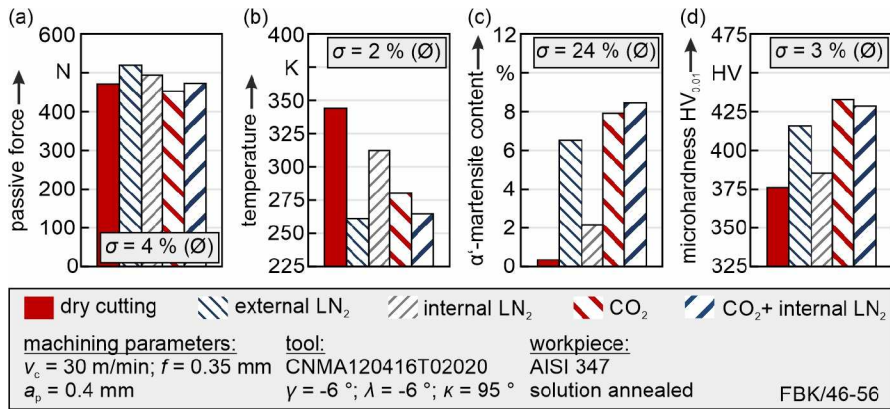 (a)
600
N
400
300
200
100
0
passive force
σ = 4 % (Ø)
(b)
400
K
350
325
300
275
250
225
temperature
σ = 2 % (Ø)
(c)
12
%
8
6
4
2
0
α'-martensite content
σ = 24 % (Ø)
(d)
475
HV
425
400
375
350
325
microhardness HV₀.₀₁
σ = 3 % (Ø)
dry cutting external LN₂ internal LN₂ CO₂ CO₂+ internal LN₂
machining parameters: tool: workpiece:
v_c = 30 m/min; f = 0.35 mm CNMA120416T02020 AISI 347
a_p = 0.4 mm γ = -6 °; λ = -6 °; κ = 95 ° solution annealed FBK/46-56